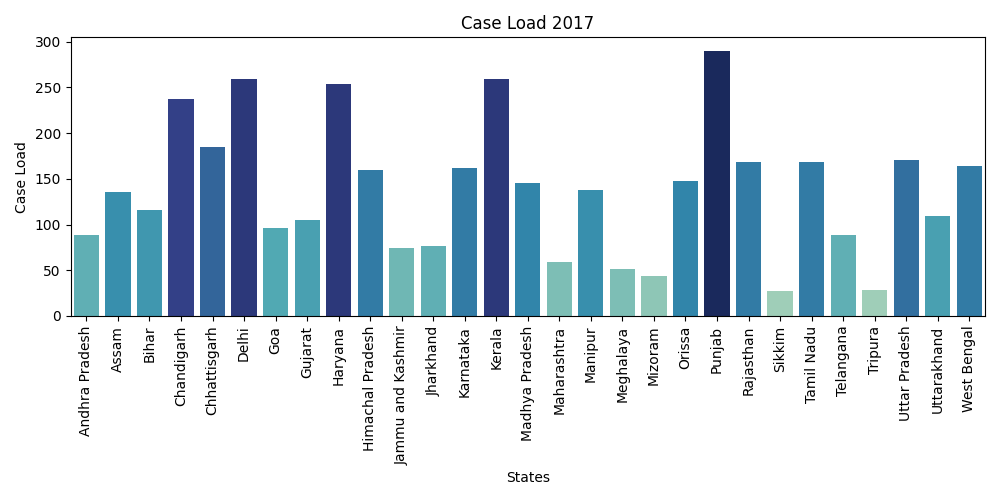 Case Load 2017
Case Load
300
250
200
150
100
50
0
Andhra Pradesh
Assam
Bihar
Chandigarh
Chhattisgarh
Delhi
Goa
Gujarat
Haryana
Himachal Pradesh
Jammu and Kashmir
Jharkhand
Karnataka
Kerala
Madhya Pradesh
Maharashtra
Manipur
Meghalaya
Mizoram
Orissa
Punjab
Rajasthan
Sikkim
Tamil Nadu
Telangana
Tripura
Uttar Pradesh
Uttarakhand
West Bengal
States